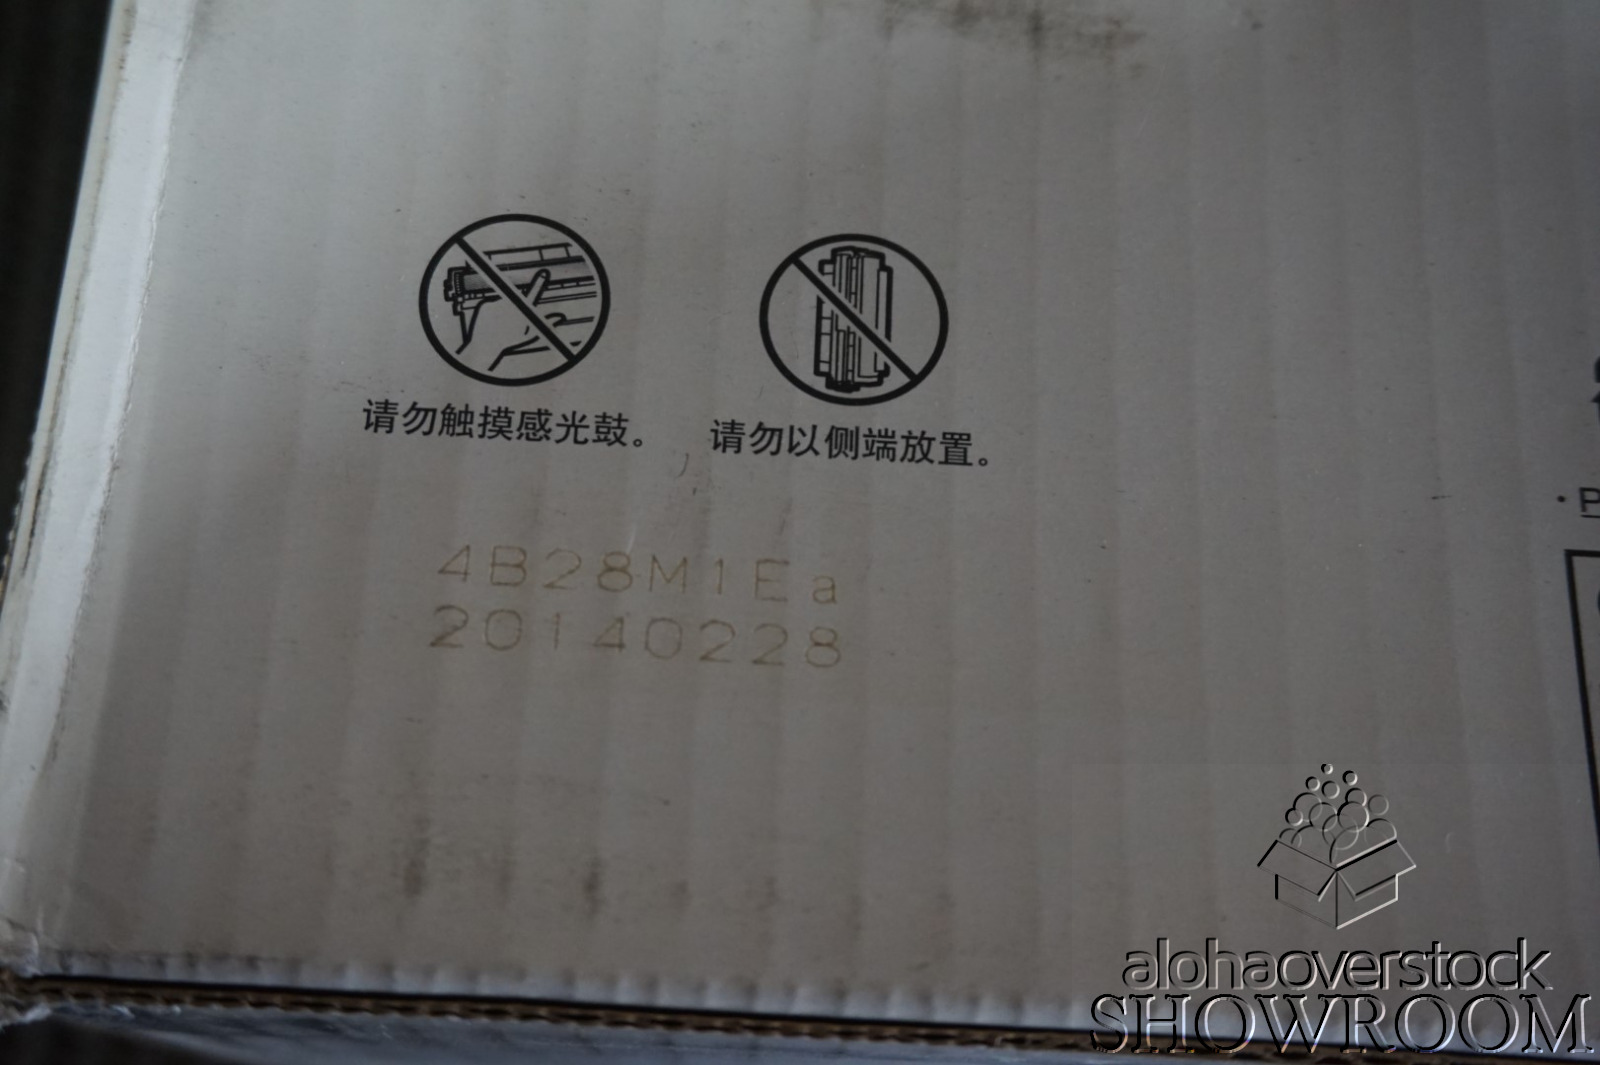 请勿触摸感光鼓。
请勿以侧端放置。
4B28M1Ea
20140228
alohaoverstock
SHOWROOM